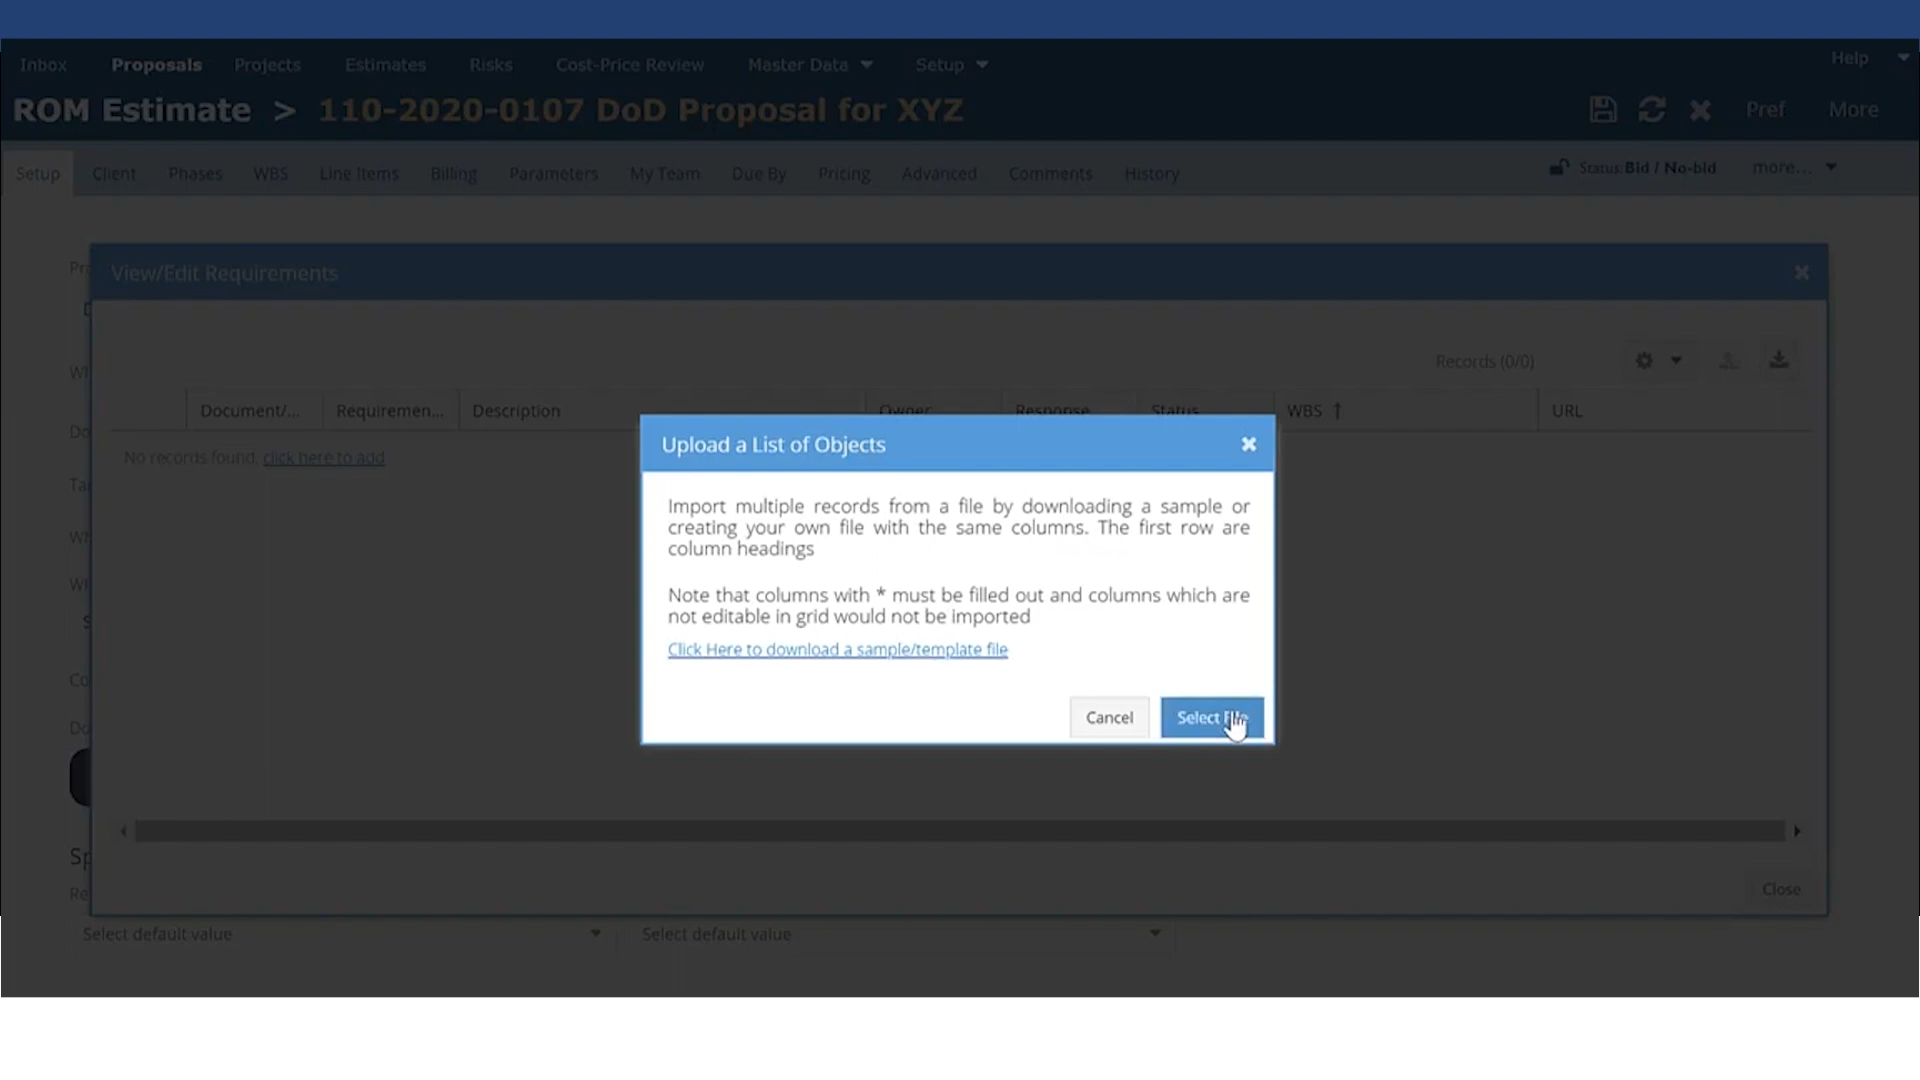 Inbox Proposals Projects Estimates Risks Cost-Price Review Master Data Setup Help
ROM Estimate > 110-2020-0107 DoD Proposal for XYZ Pref More
Setup Client Phases WBS Line Items Billing Parameters My Team Due By Pricing Advanced Comments History Status: Bid / No-bid more...
View/Edit Requirements
Records (0/0)
Document/... Requiremen... Description Owner Response Status WBS ↑ URL
No records found, click here to add
Upload a List of Objects
Import multiple records from a file by downloading a sample or
creating your own file with the same columns. The first row are
column headings
Note that columns with * must be filled out and columns which are
not editable in grid would not be imported
Click Here to download a sample/template file
Cancel Select File
Close
Select default value Select default value